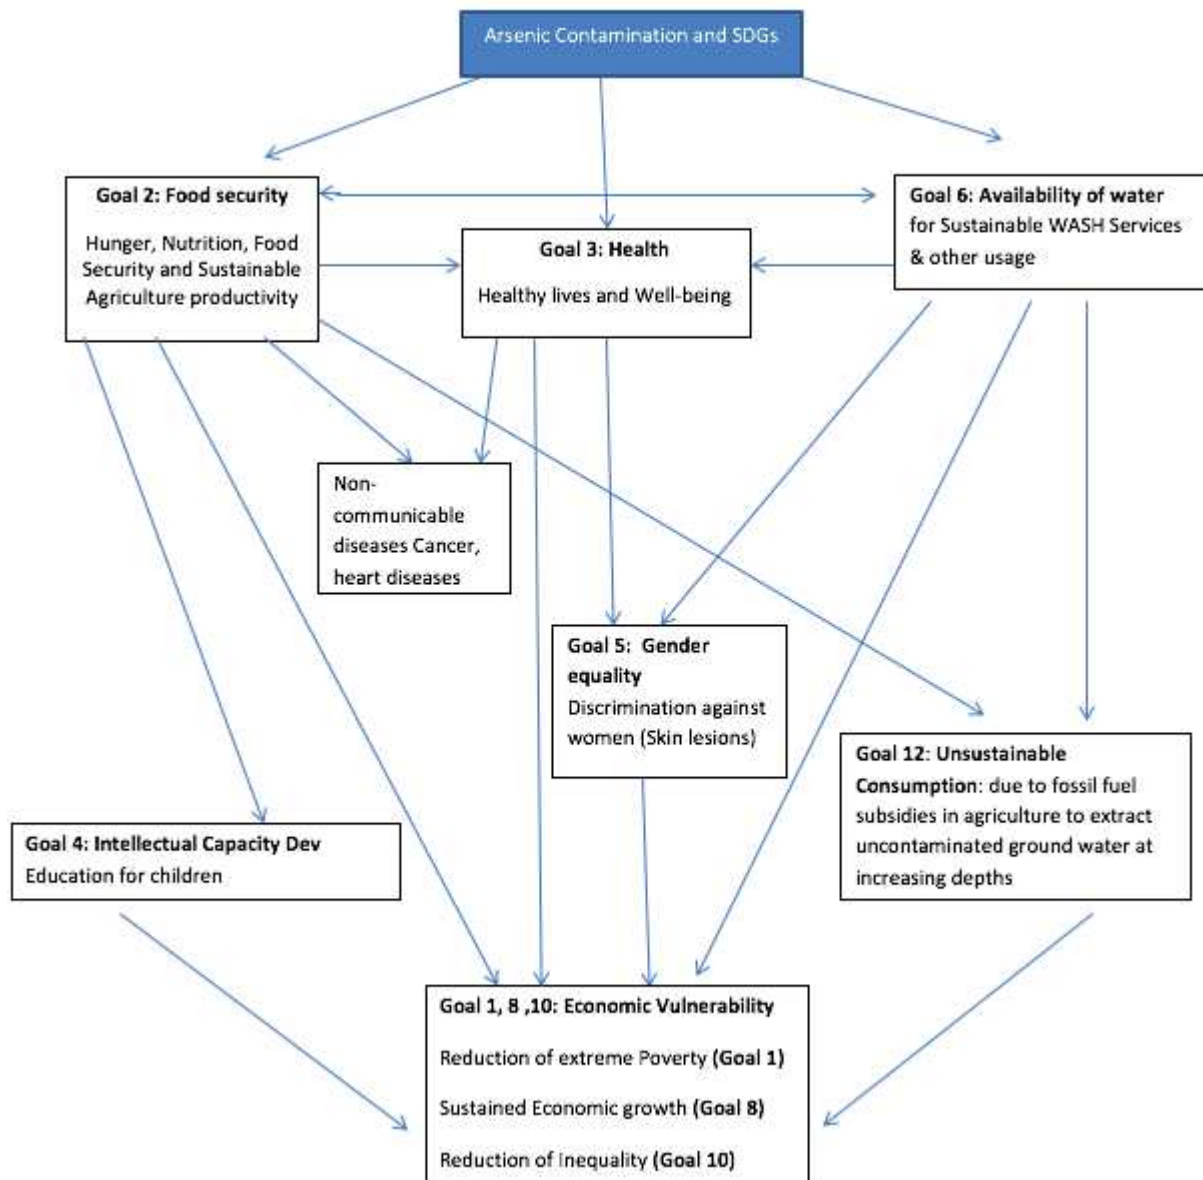 Arsenic Contamination and SDGs
Goal 2: Food security
Hunger, Nutrition, Food
Security and Sustainable
Agriculture productivity
Goal 3: Health
Healthy lives and Well-being
Goal 6: Availability of water
for Sustainable WASH Services
& other usage
Non-
communicable
diseases Cancer,
heart diseases
Goal 5:  Gender
equality
Discrimination against
women (Skin lesions)
Goal 12: Unsustainable
Consumption: due to fossil fuel
subsidies in agriculture to extract
uncontaminated ground water at
increasing depths
Goal 4: Intellectual Capacity Dev
Education for children
Goal 1, 8 ,10: Economic Vulnerability
Reduction of extreme Poverty (Goal 1)
Sustained Economic growth (Goal 8)
Reduction of Inequality (Goal 10)